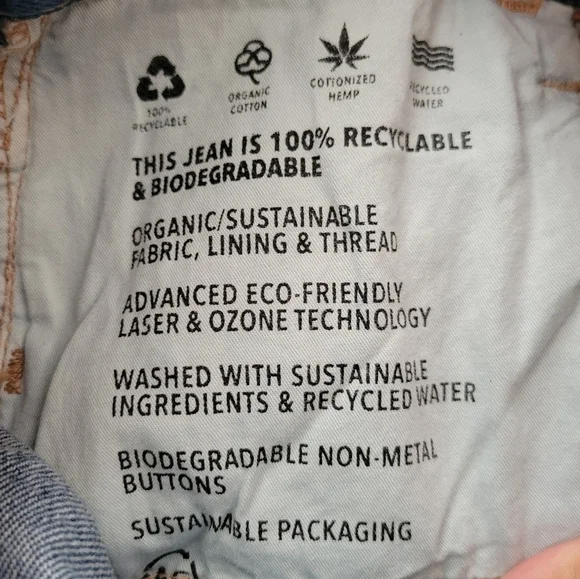 100%
RECYCLABLE
ORGANIC
COTTON
COTTONIZED
HEMP
RECYCLED
WATER
THIS JEAN IS 100% RECYCLABLE
& BIODEGRADABLE
ORGANIC/SUSTAINABLE
FABRIC, LINING & THREAD
ADVANCED ECO-FRIENDLY
LASER & OZONE TECHNOLOGY
WASHED WITH SUSTAINABLE
INGREDIENTS & RECYCLED WATER
BIODEGRADABLE NON-METAL
BUTTONS
SUSTAINABLE PACKAGING